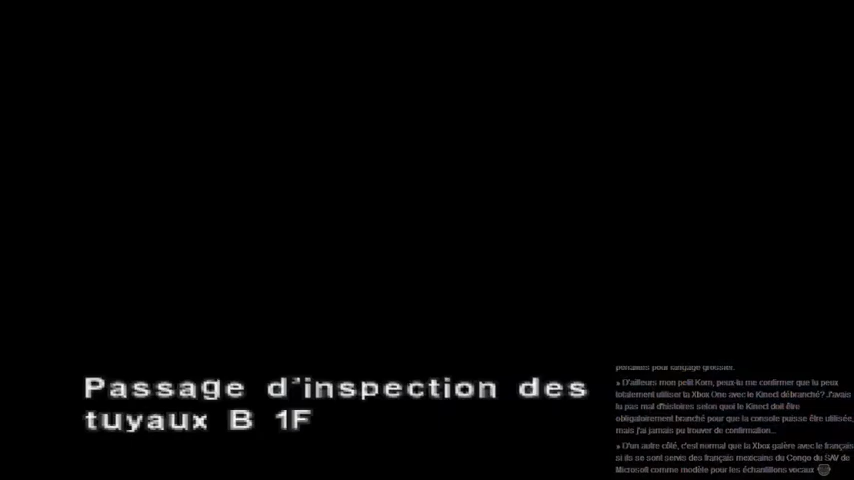 Passage d'inspection des
tuyaux B 1F
portables pour langage grossier.
» D'ailleurs mon petit Korn, peux-tu me confirmer que tu peux
totalement utiliser la Xbox One avec le Kinect débranché? J'avais
lu pas mal d'histoires selon quoi le Kinect doit être
obligatoirement branché pour que la console puisse être utilisée,
mais j'ai jamais pu trouver de confirmation...
» D'un autre côté, c'est normal que la Xbox galère avec le français
si ils se sont servis des français mexicains du Congo du SAV de
Microsoft comme modèle pour les échantillons vocaux